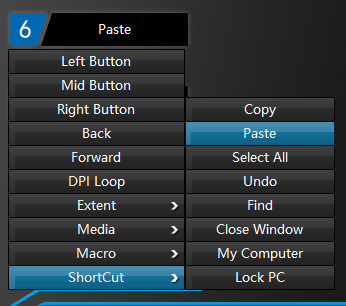 6 Paste
Left Button
Mid Button
Right Button
Back
Forward
DPI Loop
Extent
Media
Macro
ShortCut
Copy
Paste
Select All
Undo
Find
Close Window
My Computer
Lock PC